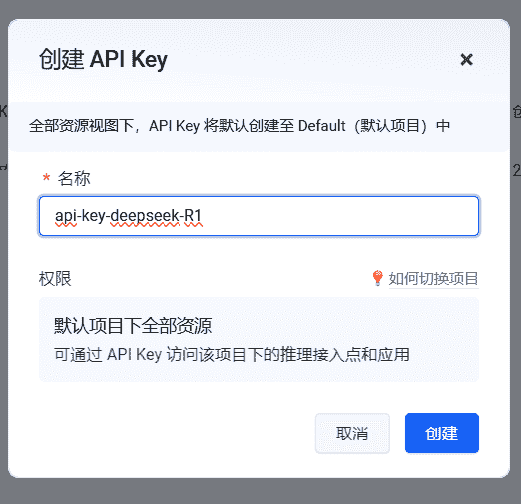 创建 API Key
全部资源视图下，API Key 将默认创建至 Default（默认项目）中
* 名称
api-key-deepseek-R1
权限
如何切换项目
默认项目下全部资源
可通过 API Key 访问该项目下的推理接入点和应用
取消
创建